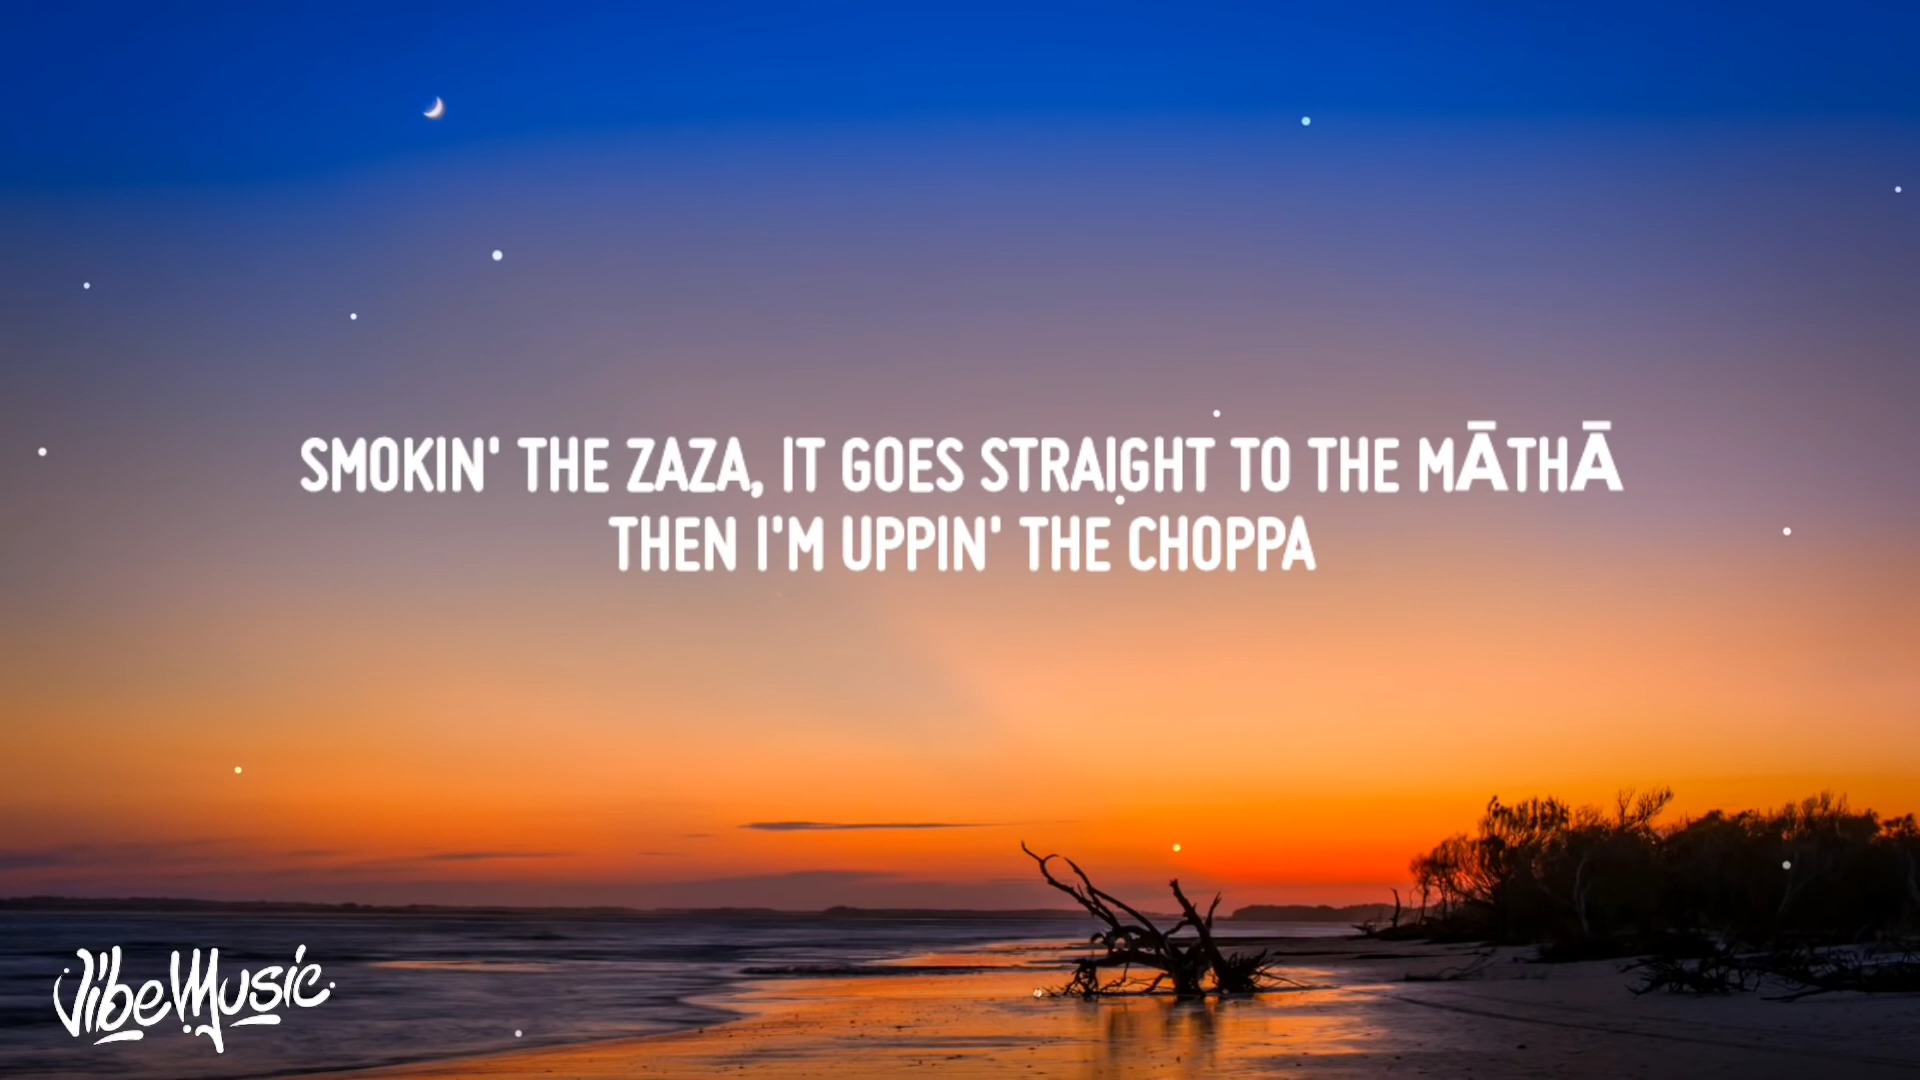 SMOKIN' THE ZAZA, IT GOES STRAIGHT TO THE MĀTHĀ
THEN I'M UPPIN' THE CHOPPA
VibeMusic